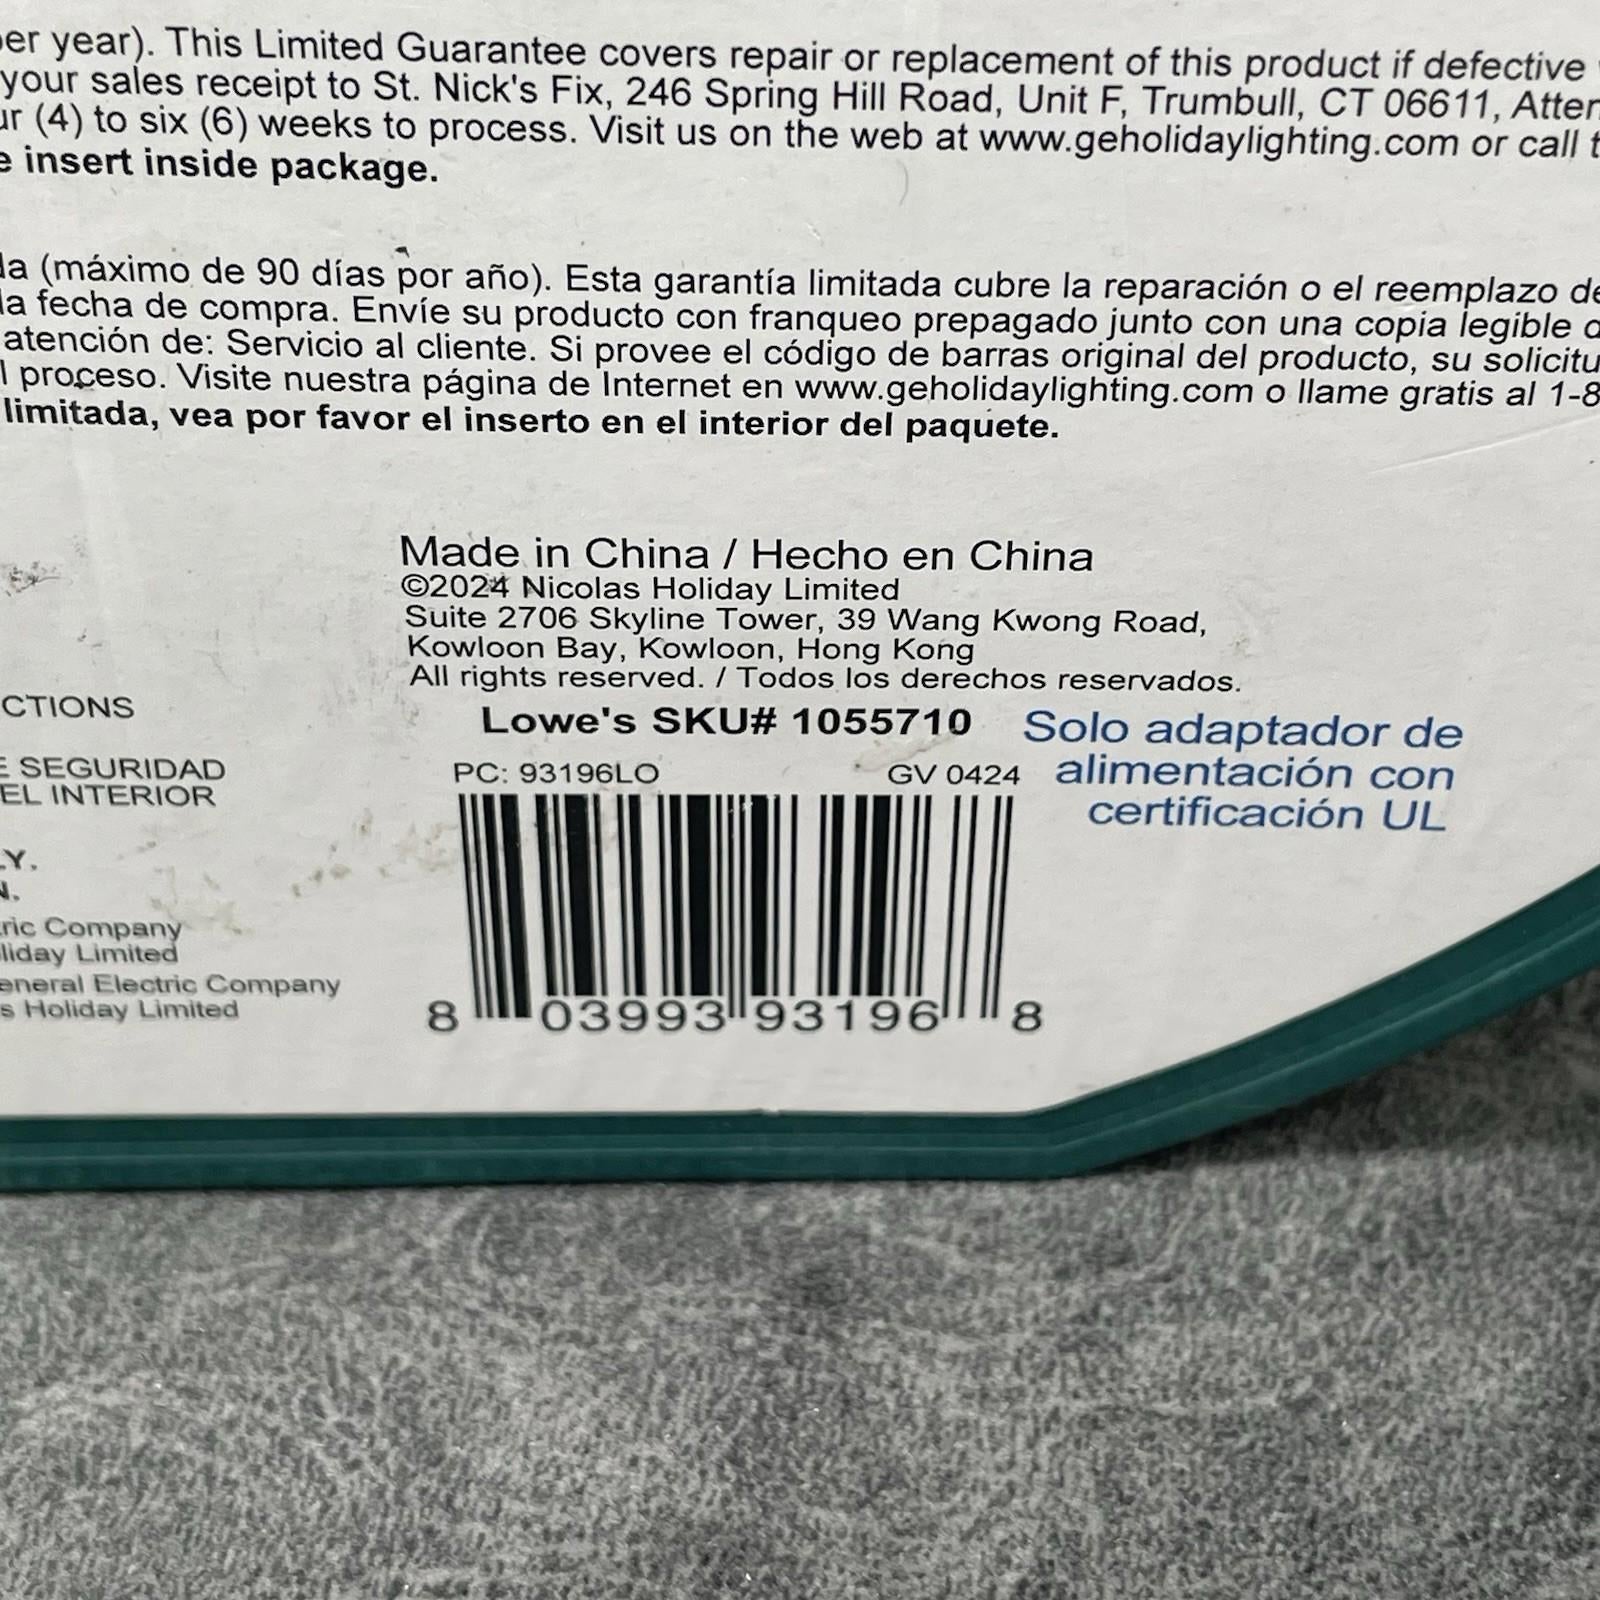 per year). This Limited Guarantee covers repair or replacement of this product if defective
your sales receipt to St. Nick's Fix, 246 Spring Hill Road, Unit F, Trumbull, CT 06611, Atten
ur (4) to six (6) weeks to process. Visit us on the web at www.geholidaylighting.com or call t
e insert inside package.
da (máximo de 90 días por año). Esta garantía limitada cubre la reparación o el reemplazo de
la fecha de compra. Envíe su producto con franqueo prepagado junto con una copia legible d
atención de: Servicio al cliente. Si provee el código de barras original del producto, su solicitu
l proceso. Visite nuestra página de Internet en www.geholidaylighting.com o llame gratis al 1-8
limitada, vea por favor el inserto en el interior del paquete.
Made in China / Hecho en China
©2024 Nicolas Holiday Limited
Suite 2706 Skyline Tower, 39 Wang Kwong Road,
Kowloon Bay, Kowloon, Hong Kong
All rights reserved. / Todos los derechos reservados.
Lowe's SKU# 1055710
PC: 93196LO GV 0424
8 03993 93196 8
Solo adaptador de
alimentación con
certificación UL
CTIONS
E SEGURIDAD
EL INTERIOR
LY.
N.
tric Company
liday Limited
eneral Electric Company
s Holiday Limited